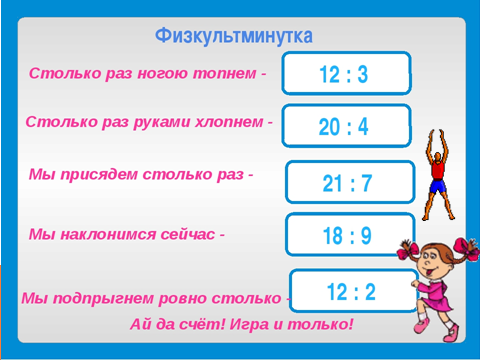 Физкультминутка
Столько раз ногою топнем - 12 : 3
Столько раз руками хлопнем - 20 : 4
Мы присядем столько раз - 21 : 7
Мы наклонимся сейчас - 18 : 9
Мы подпрыгнем ровно столько - 12 : 2
Ай да счёт! Игра и только!